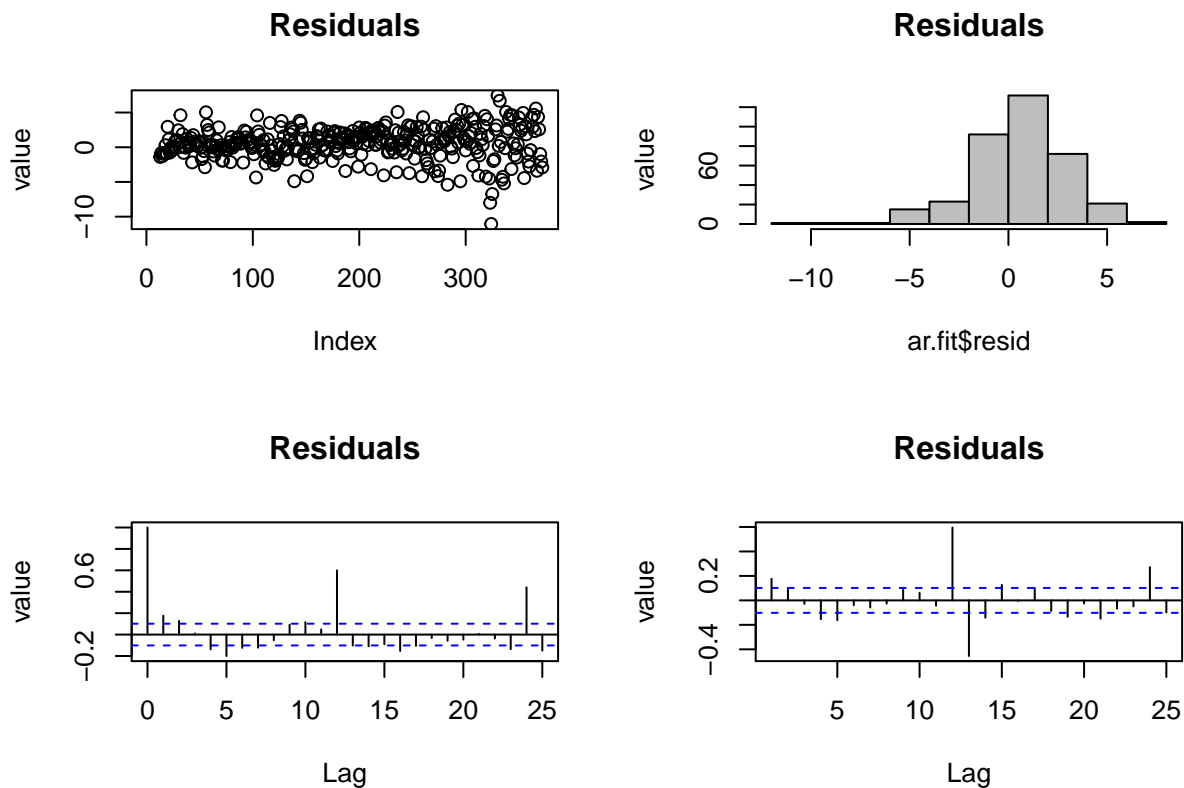 Residuals
value
0
−10
0 100 200 300
Index
Residuals
value
60
0
−10 −5 0 5
ar.fit$resid
Residuals
value
0.6
−0.2
0 5 10 15 20 25
Lag
Residuals
value
0.2
−0.4
5 10 15 20 25
Lag